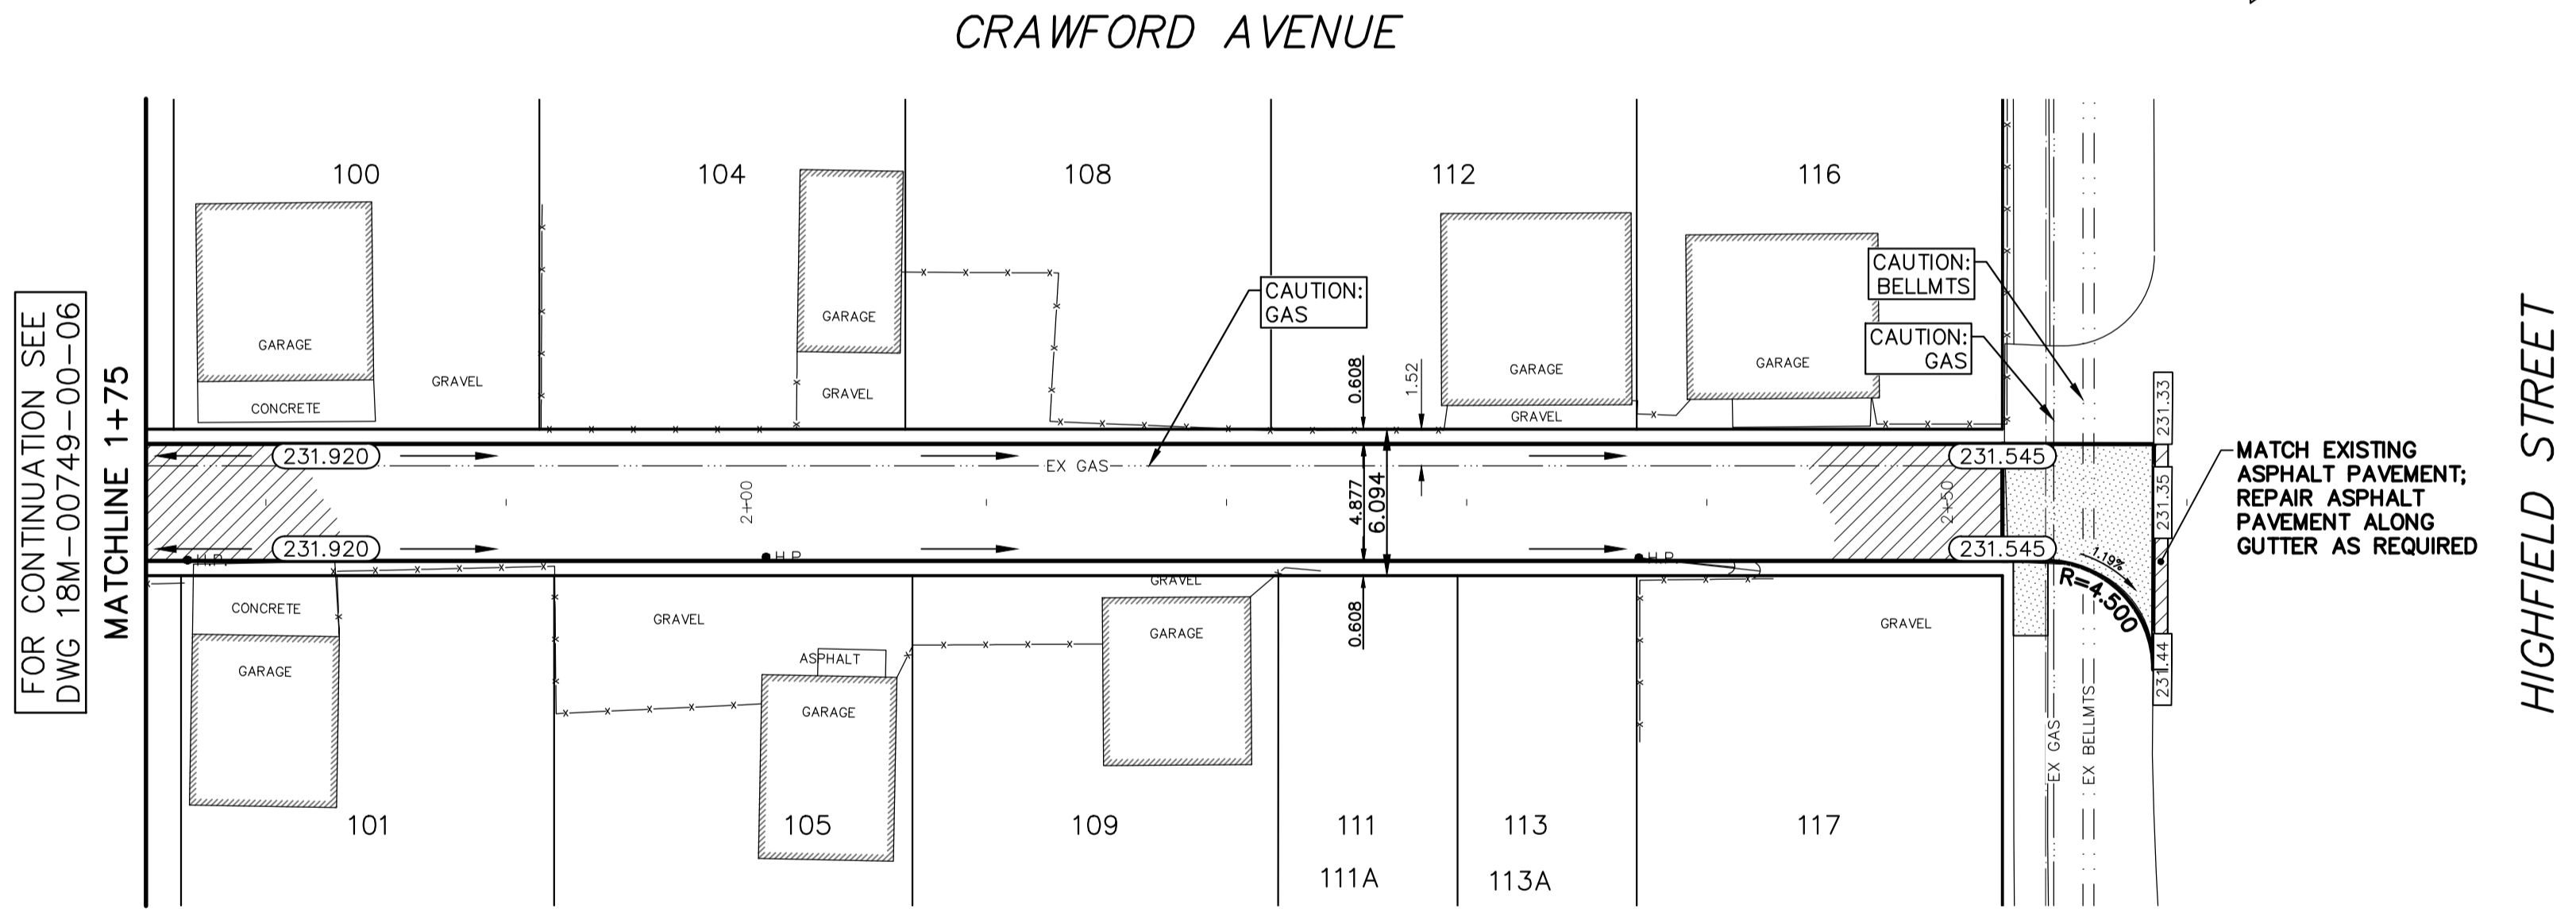 CRAWFORD AVENUE
100
104
108
112
116
GARAGE
CONCRETE
GRAVEL
GARAGE
GRAVEL
CAUTION:
GAS
GARAGE
GRAVEL
GARAGE
CAUTION:
BELLMTS
CAUTION:
GAS
0.608
1.52
FOR CONTINUATION SEE
DWG 18M-00749-00-06
MATCHLINE 1+75
231.920
EX GAS
231.545
2+00
4.877
6.094
2+50
231.920
231.545
H.P
H.P
H.P
231.33
231.35
231.44
1.19%
R=4.500
MATCH EXISTING
ASPHALT PAVEMENT;
REPAIR ASPHALT
PAVEMENT ALONG
GUTTER AS REQUIRED
HIGHFIELD STREET
CONCRETE
GARAGE
GRAVEL
ASPHALT
GARAGE
GRAVEL
GARAGE
0.608
GRAVEL
EX GAS
EX BELLMTS
101
105
109
111
111A
113
113A
117